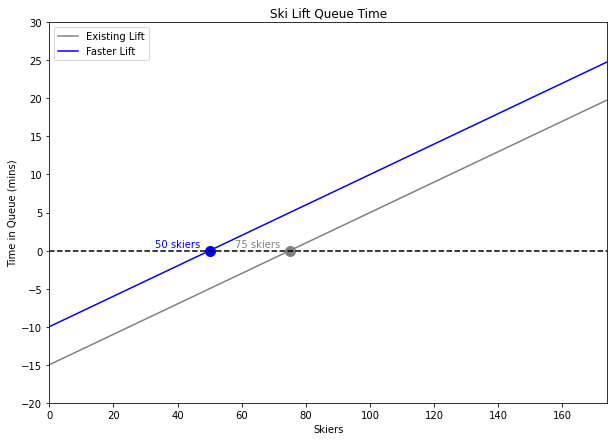 Ski Lift Queue Time
Existing Lift
Faster Lift
Time in Queue (mins)
30
25
20
15
10
5
0
−5
−10
−15
−20
50 skiers
75 skiers
0 20 40 60 80 100 120 140 160
Skiers